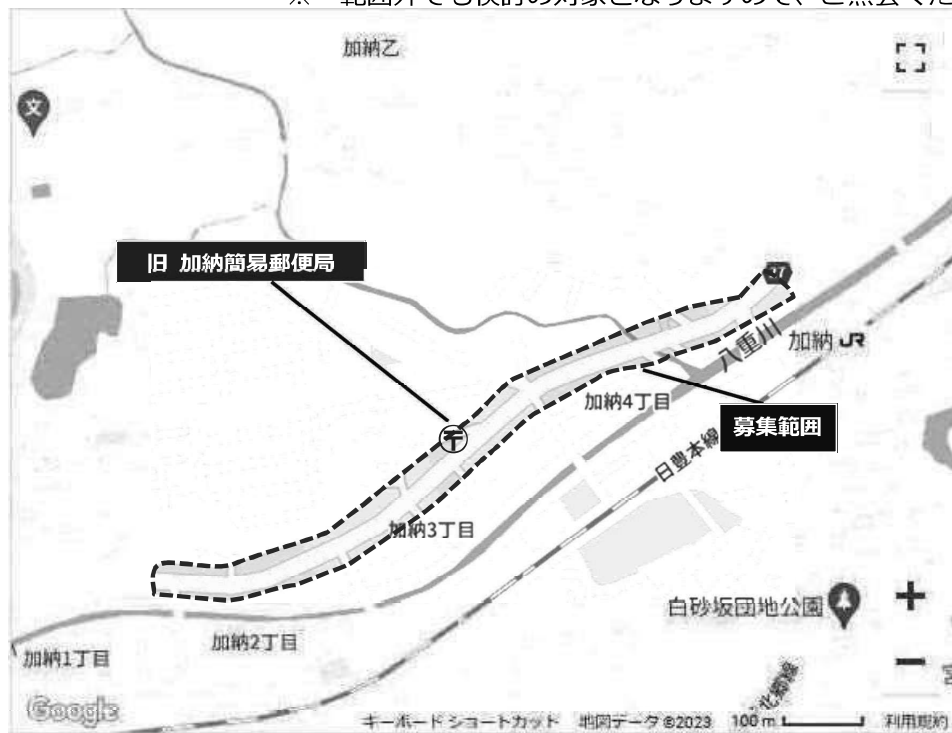 ※ 範囲外でも検討の対象となりますので、ご照会くだ
加納乙
文
旧 加納簡易郵便局
27
八重川
加納 JR
加納4丁目
募集範囲
〒
日豊本線
加納3丁目
白砂坂団地公園
加納2丁目
加納1丁目
+
−
Google
キーボード ショートカット 地図データ ©2023 100 m 利用規約